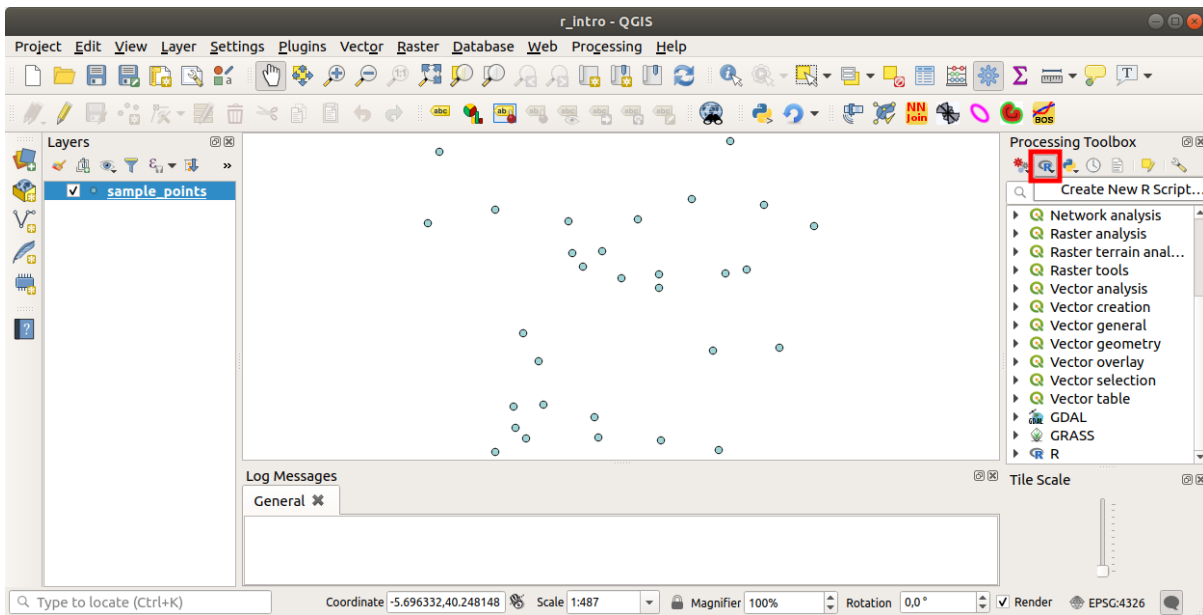 r_intro - QGIS
Project Edit View Layer Settings Plugins Vector Raster Database Web Processing Help
NN
Join
BOS
Layers
sample_points
Processing Toolbox
Create New R Script...
Network analysis
Raster analysis
Raster terrain anal...
Raster tools
Vector analysis
Vector creation
Vector general
Vector geometry
Vector overlay
Vector selection
Vector table
GDAL
GRASS
R
Log Messages
General
Tile Scale
Type to locate (Ctrl+K)
Coordinate -5.696332,40.248148 Scale 1:487 Magnifier 100% Rotation 0,0° Render EPSG:4326